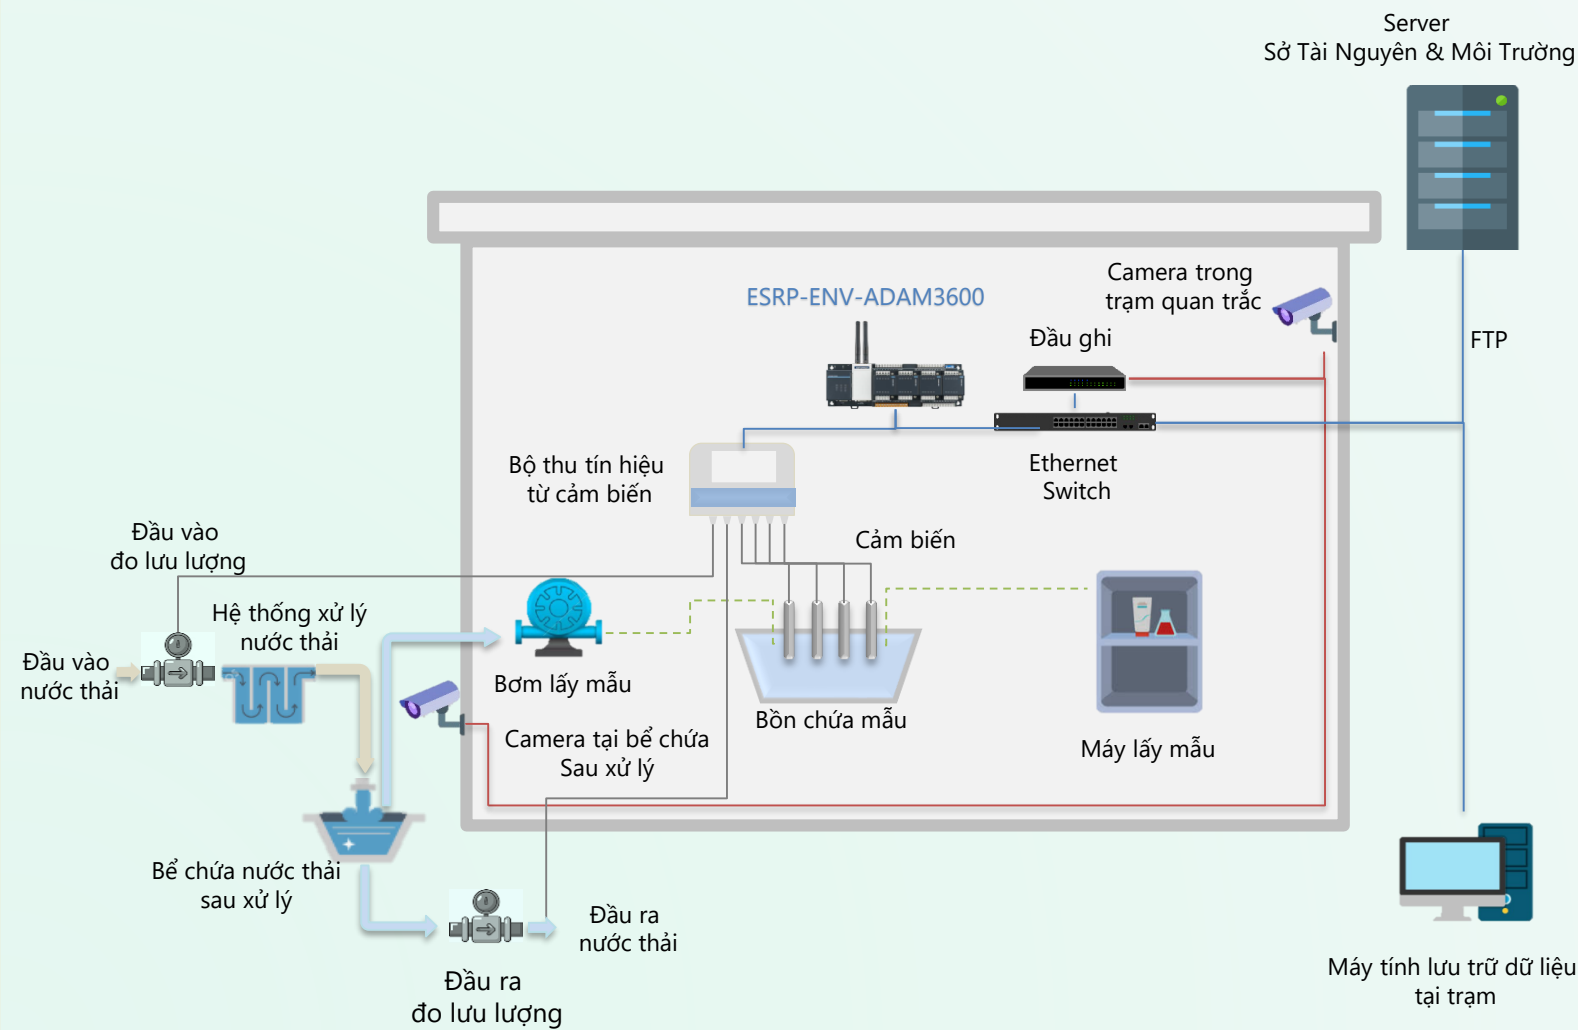 Server
Sở Tài Nguyên & Môi Trường
Camera trong
trạm quan trắc
ESRP-ENV-ADAM3600
Đầu ghi
FTP
Bộ thu tín hiệu
từ cảm biến
Ethernet
Switch
Đầu vào
đo lưu lượng
Cảm biến
Hệ thống xử lý
nước thải
Đầu vào
nước thải
Bơm lấy mẫu
Bồn chứa mẫu
Camera tại bể chứa
Sau xử lý
Máy lấy mẫu
Bể chứa nước thải
sau xử lý
Đầu ra
nước thải
Đầu ra
đo lưu lượng
Máy tính lưu trữ dữ liệu
tại trạm